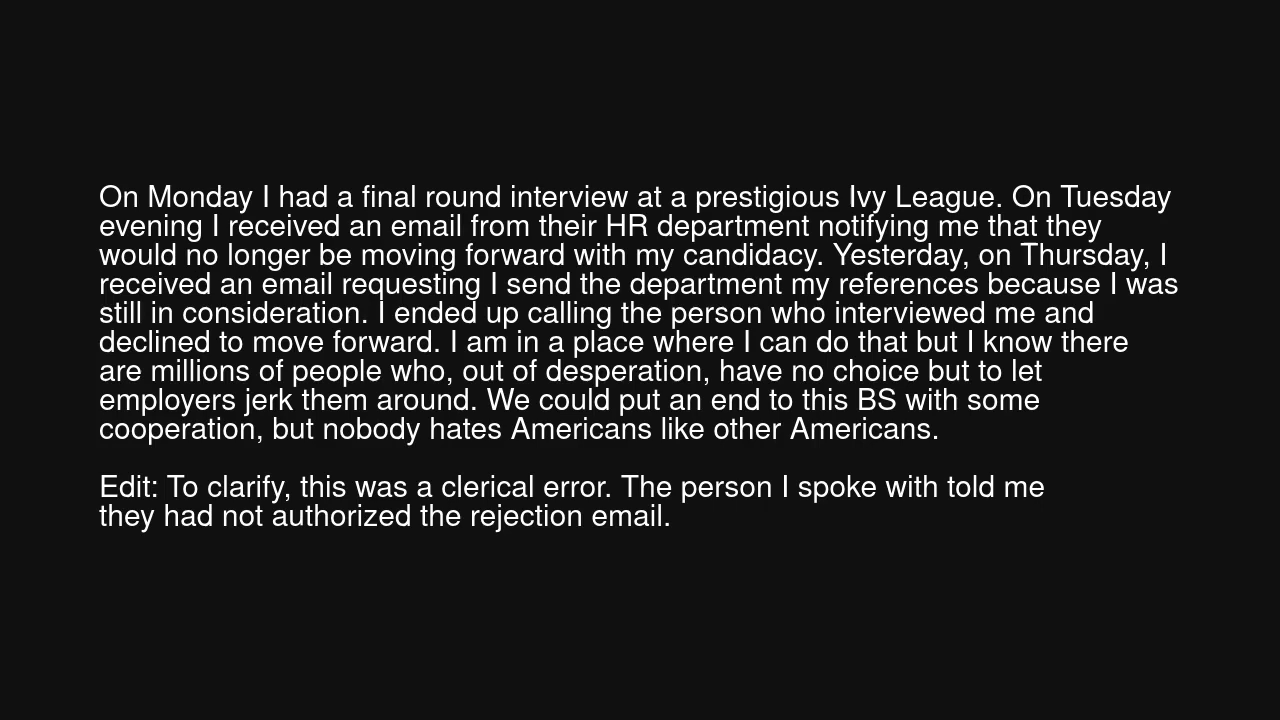 On Monday I had a final round interview at a prestigious Ivy League. On Tuesday
evening I received an email from their HR department notifying me that they
would no longer be moving forward with my candidacy. Yesterday, on Thursday, I
received an email requesting I send the department my references because I was
still in consideration. I ended up calling the person who interviewed me and
declined to move forward. I am in a place where I can do that but I know there
are millions of people who, out of desperation, have no choice but to let
employers jerk them around. We could put an end to this BS with some
cooperation, but nobody hates Americans like other Americans.

Edit: To clarify, this was a clerical error. The person I spoke with told me
they had not authorized the rejection email.